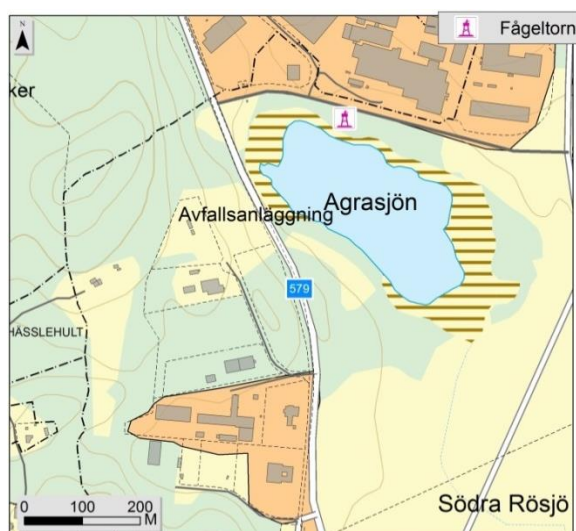 N
Fågeltorn
ker
Agrasjön
Avfallsanläggning
579
HÄSSLEHULT
Södra Rösjö
0 100 200
M